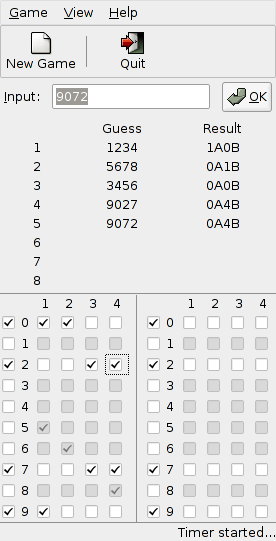 Game View Help
New Game Quit
Input: 9072 OK
Guess Result
1 1234 1A0B
2 5678 0A1B
3 3456 0A0B
4 9027 0A4B
5 9072 0A4B
6
7
8
1 2 3 4 1 2 3 4
0 0
1 1
2 2
3 3
4 4
5 5
6 6
7 7
8 8
9 9
Timer started...